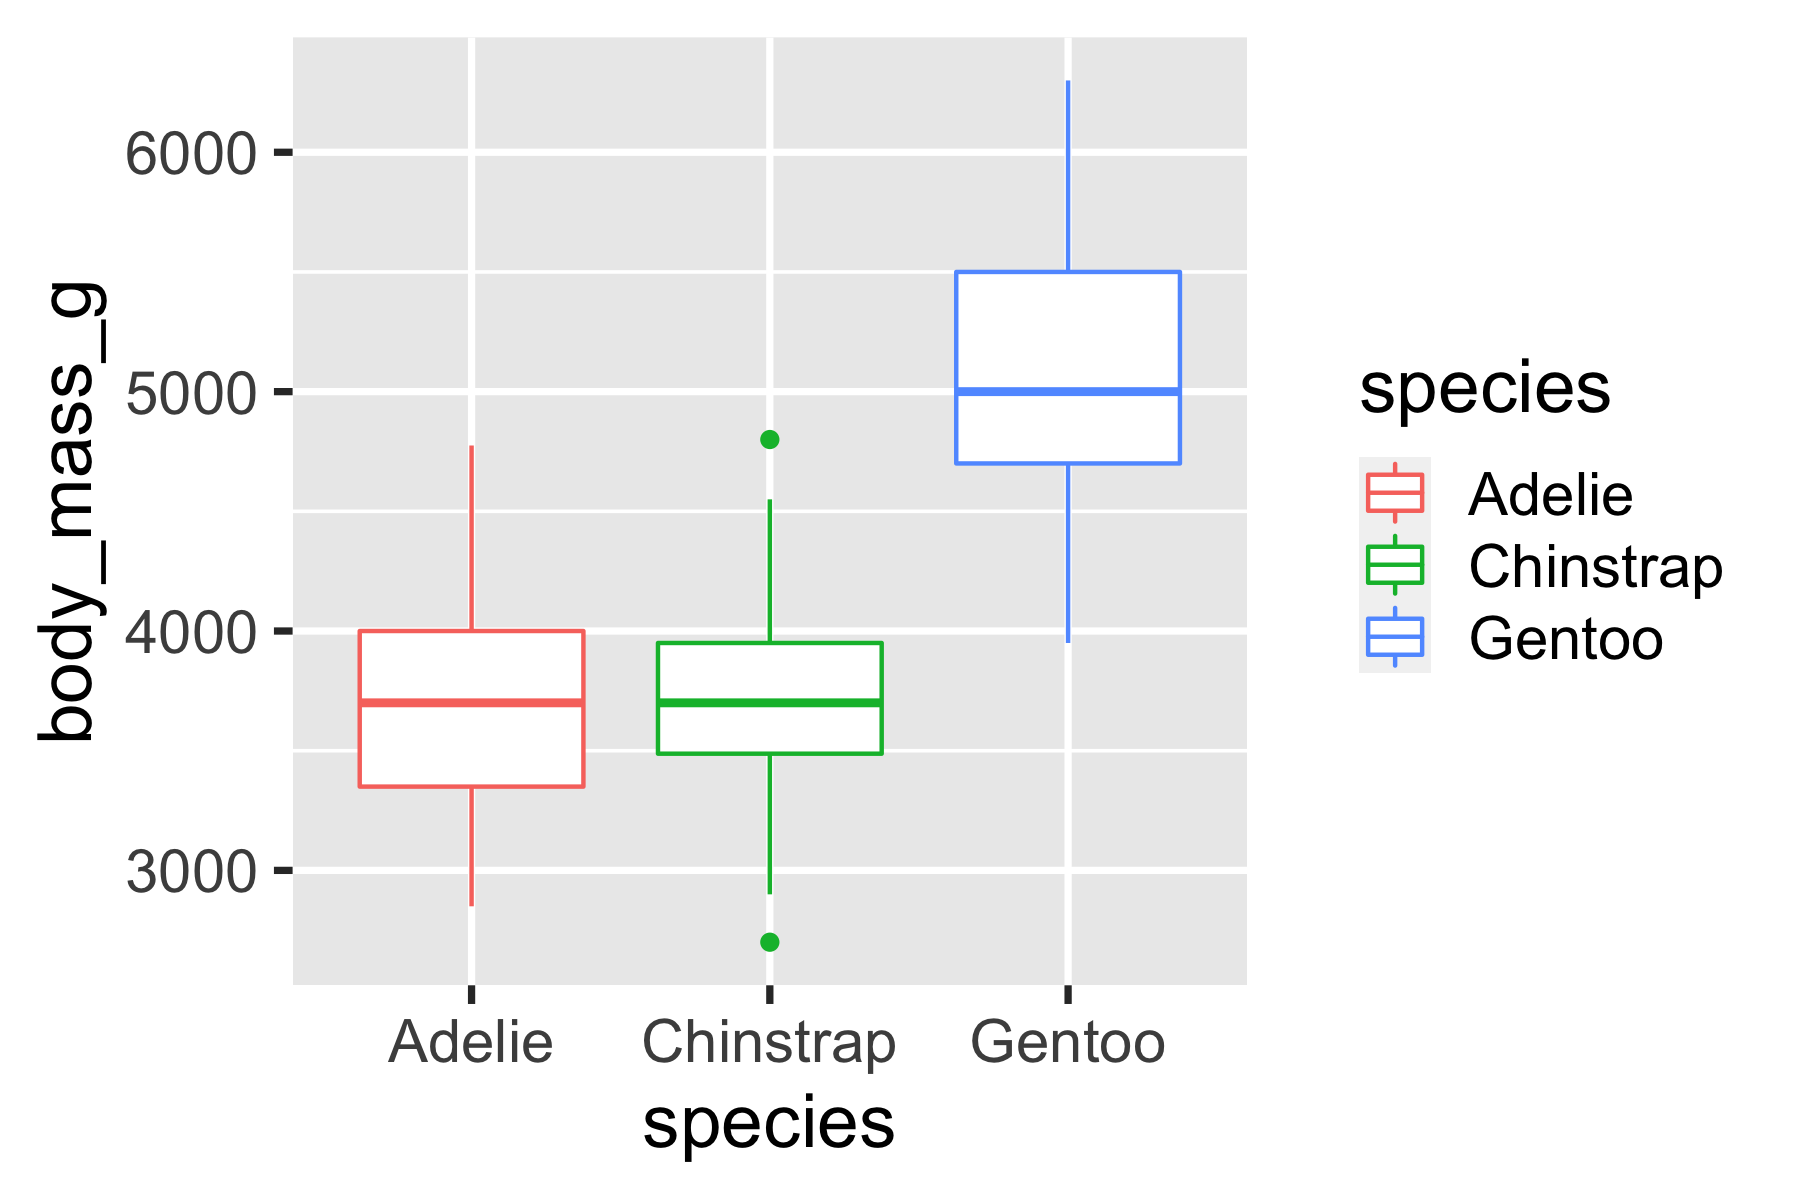 body_mass_g
6000
5000
4000
3000
Adelie Chinstrap Gentoo
species
species
Adelie
Chinstrap
Gentoo